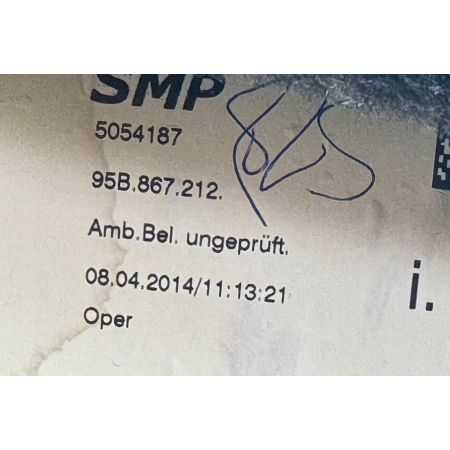 SMP
5054187
95B.867.212.
Amb.Bel. ungeprüft.
08.04.2014/11:13:21
i.
Oper